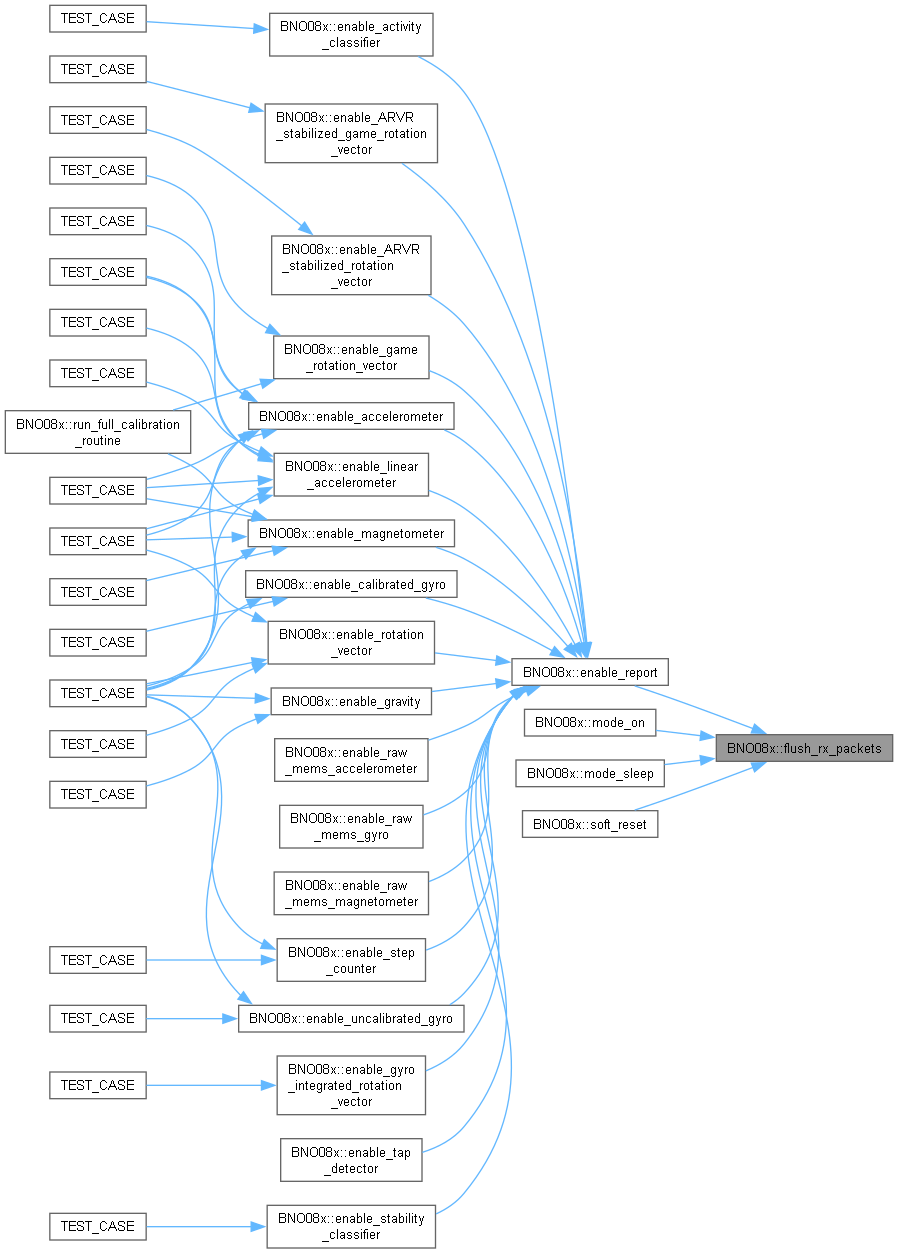 TEST_CASE
TEST_CASE
TEST_CASE
TEST_CASE
TEST_CASE
TEST_CASE
TEST_CASE
TEST_CASE
BNO08x::run_full_calibration
_routine
TEST_CASE
TEST_CASE
TEST_CASE
TEST_CASE
TEST_CASE
TEST_CASE
TEST_CASE
TEST_CASE
TEST_CASE
TEST_CASE
TEST_CASE
BNO08x::enable_activity
_classifier
BNO08x::enable_ARVR
_stabilized_game_rotation
_vector
BNO08x::enable_ARVR
_stabilized_rotation
_vector
BNO08x::enable_game
_rotation_vector
BNO08x::enable_accelerometer
BNO08x::enable_linear
_accelerometer
BNO08x::enable_magnetometer
BNO08x::enable_calibrated_gyro
BNO08x::enable_rotation
_vector
BNO08x::enable_gravity
BNO08x::enable_raw
_mems_accelerometer
BNO08x::enable_raw
_mems_gyro
BNO08x::enable_raw
_mems_magnetometer
BNO08x::enable_step
_counter
BNO08x::enable_uncalibrated_gyro
BNO08x::enable_gyro
_integrated_rotation
_vector
BNO08x::enable_tap
_detector
BNO08x::enable_stability
_classifier
BNO08x::enable_report
BNO08x::mode_on
BNO08x::mode_sleep
BNO08x::soft_reset
BNO08x::flush_rx_packets